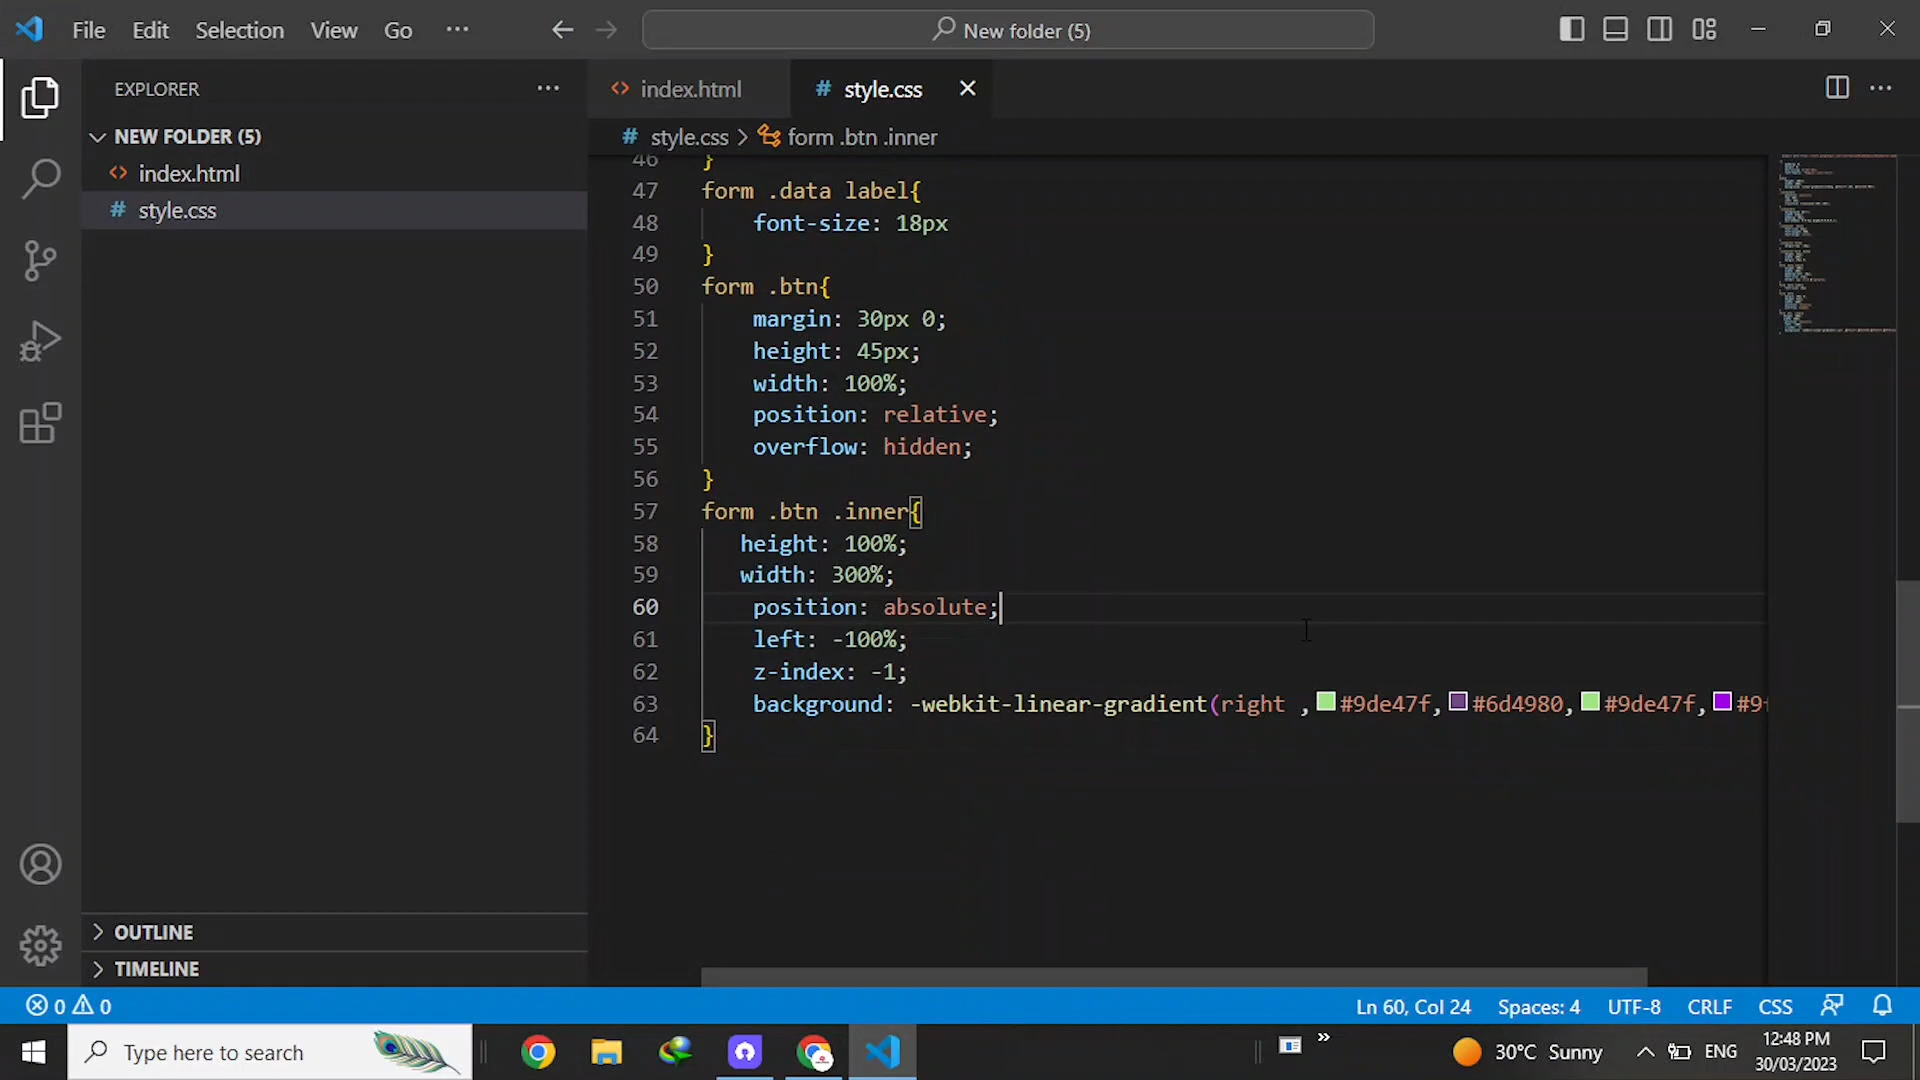 File Edit Selection View Go ···
New folder (5)
EXPLORER
index.html
style.css
NEW FOLDER (5)
index.html
style.css
style.css > form .btn .inner
46 }
47 form .data label{
48 font-size: 18px
49 }
50 form .btn{
51 margin: 30px 0;
52 height: 45px;
53 width: 100%;
54 position: relative;
55 overflow: hidden;
56 }
57 form .btn .inner{
58 height: 100%;
59 width: 300%;
60 position: absolute;
61 left: -100%;
62 z-index: -1;
63 background: -webkit-linear-gradient(right ,#9de47f,#6d4980,#9de47f,#9f
64 }
OUTLINE
TIMELINE
0 0
Ln 60, Col 24 Spaces: 4 UTF-8 CRLF CSS
Type here to search
30°C Sunny
ENG
12:48 PM
30/03/2023